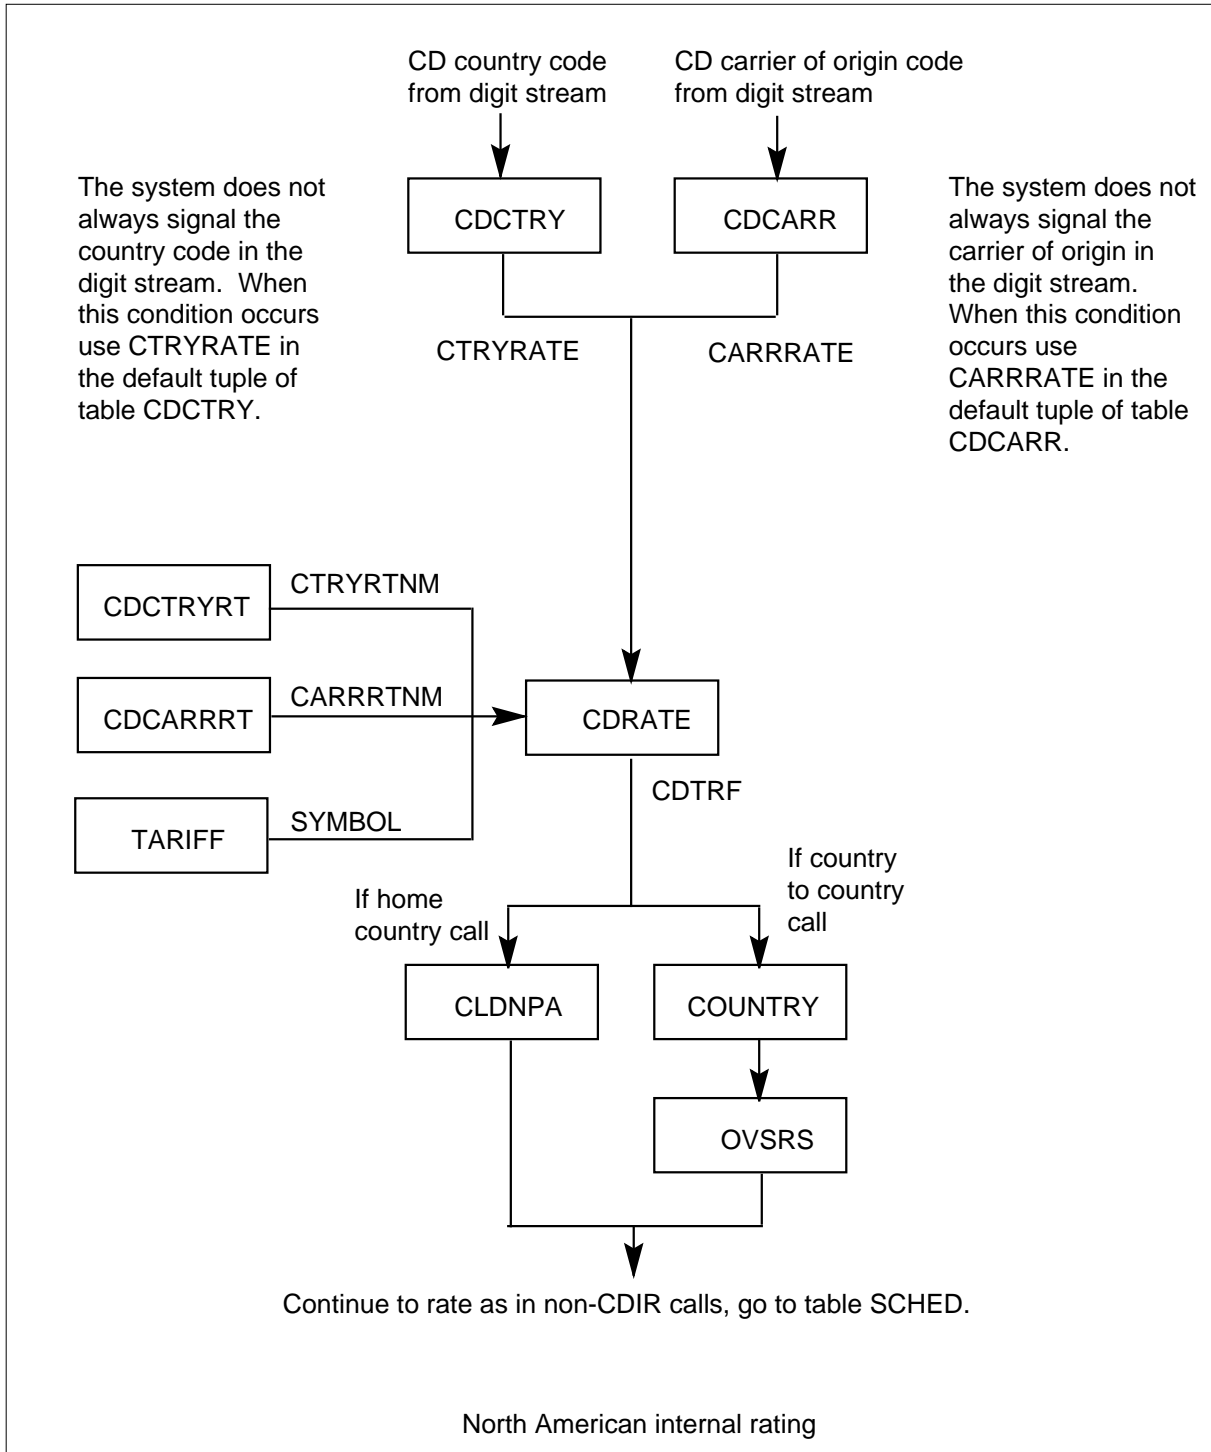 CD country code
from digit stream
CD carrier of origin code
from digit stream
The system does not
always signal the
country code in the
digit stream.  When
this condition occurs
use CTRYRATE in
the default tuple of
table CDCTRY.
CDCTRY
CDCARR
The system does not
always signal the
carrier of origin in
the digit stream.
When this condition
occurs use
CARRRATE in the
default tuple of table
CDCARR.
CTRYRATE
CARRRATE
CDCTRYRT
CTRYRTNM
CDCARRRT
CARRRTNM
CDRATE
TARIFF
SYMBOL
CDTRF
If home
country call
If country
to country
call
CLDNPA
COUNTRY
OVSRS
Continue to rate as in non-CDIR calls, go to table SCHED.
North American internal rating